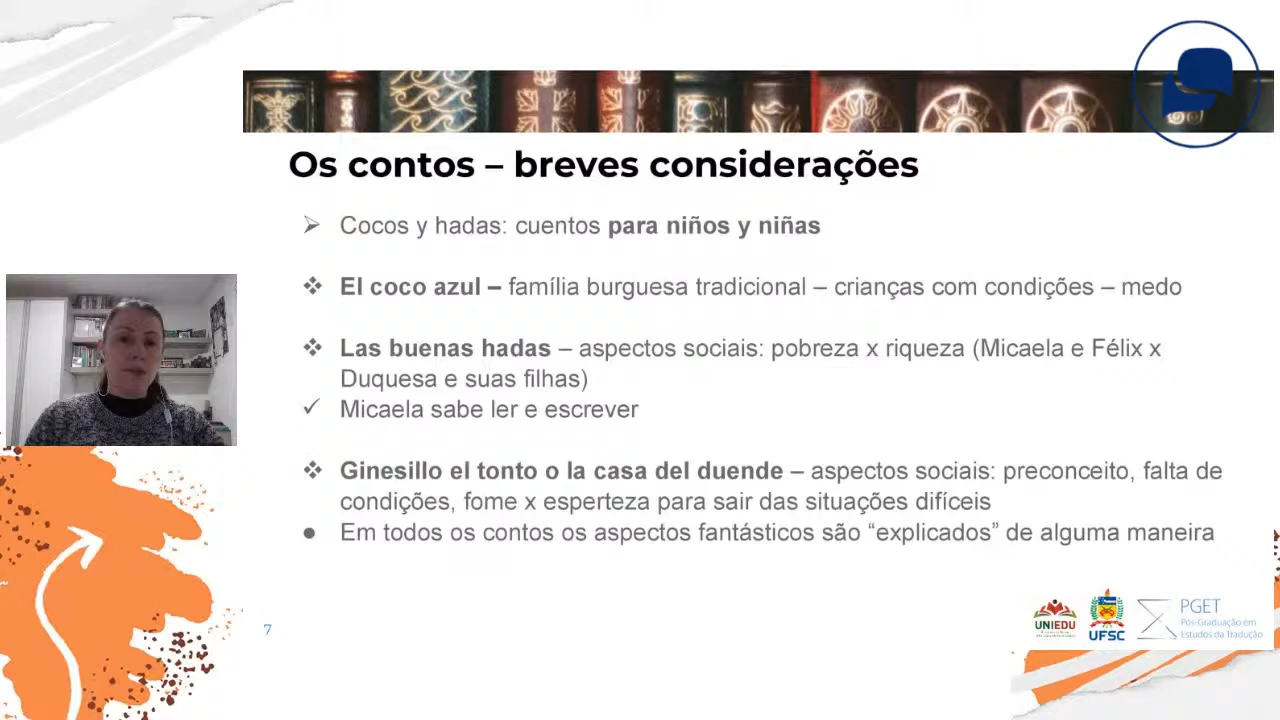 Os contos – breves considerações
➢ Cocos y hadas: cuentos para niños y niñas
❖ El coco azul – família burguesa tradicional – crianças com condições – medo
❖ Las buenas hadas – aspectos sociais: pobreza x riqueza (Micaela e Félix x
Duquesa e suas filhas)
✓ Micaela sabe ler e escrever
❖ Ginesillo el tonto o la casa del duende – aspectos sociais: preconceito, falta de
condições, fome x esperteza para sair das situações difíceis
● Em todos os contos os aspectos fantásticos são “explicados” de alguma maneira
7
UNIEDU
UFSC
PGET
Pós-Graduação em
Estudos da Tradução